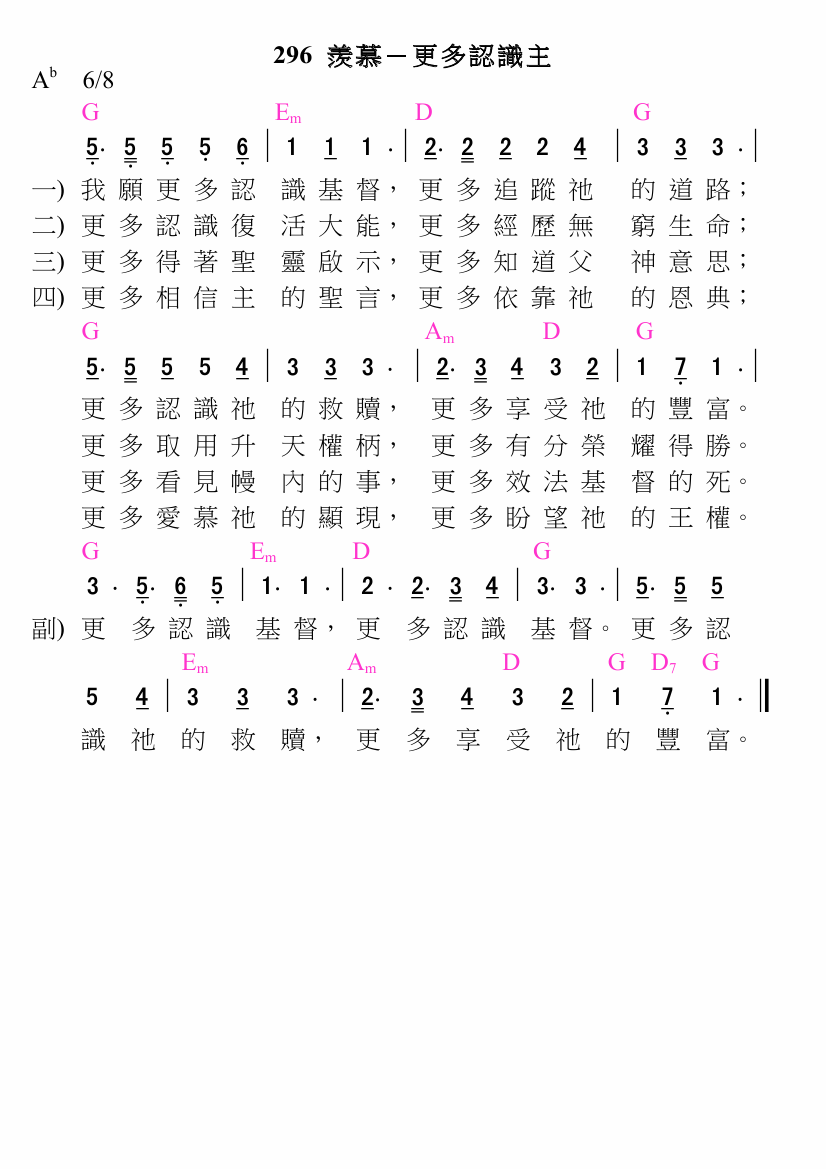 296 羨慕－更多認識主
A♭ 6/8
G Em D G
5. 5 5 5 6 | 1 1 1 . | 2. 2 2 2 4 | 3 3 3 . |
一) 我願更多認識基督，更多追蹤祂的道路；
二) 更多認識復活大能，更多經歷無窮生命；
三) 更多得著聖靈啟示，更多知道父神意思；
四) 更多相信主的聖言，更多依靠祂的恩典；
G Am D G
5. 5 5 5 4 | 3 3 3 . | 2. 3 4 3 2 | 1 7 1 . |
更多認識祂的救贖，更多享受祂的豐富。
更多取用升天權柄，更多有分榮耀得勝。
更多看見幔內的事，更多效法基督的死。
更多愛慕祂的顯現，更多盼望祂的王權。
G Em D G
3 . 5. 6 5 | 1. 1 . | 2 . 2. 3 4 | 3. 3 . | 5. 5 5
副) 更多認識基督，更多認識基督。更多認
Em Am D G D7 G
5 4 | 3 3 3 . | 2. 3 4 3 2 | 1 7 1 . ‖
識祂的救贖，更多享受祂的豐富。